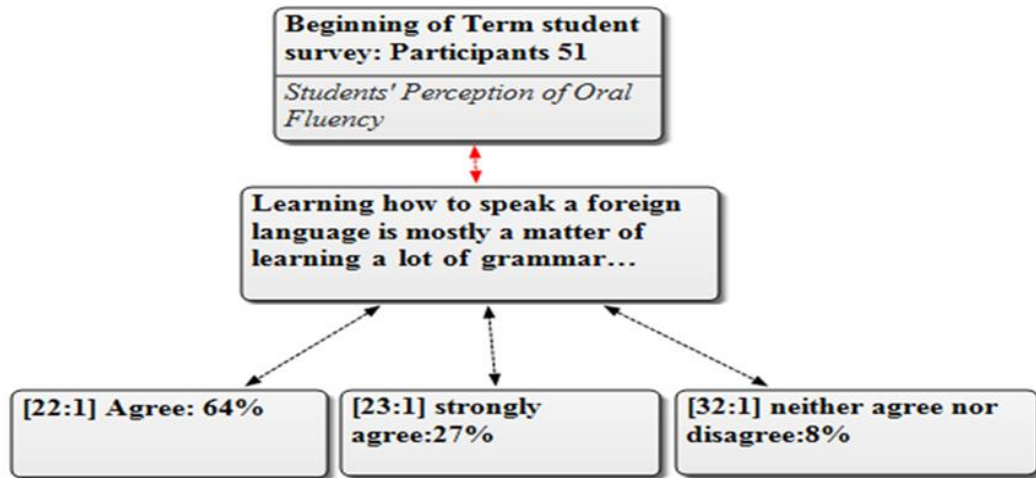 Beginning of Term student
survey: Participants 51
Students' Perception of Oral
Fluency
Learning how to speak a foreign
language is mostly a matter of
learning a lot of grammar…
[22:1] Agree: 64%
[23:1] strongly
agree:27%
[32:1] neither agree nor
disagree:8%